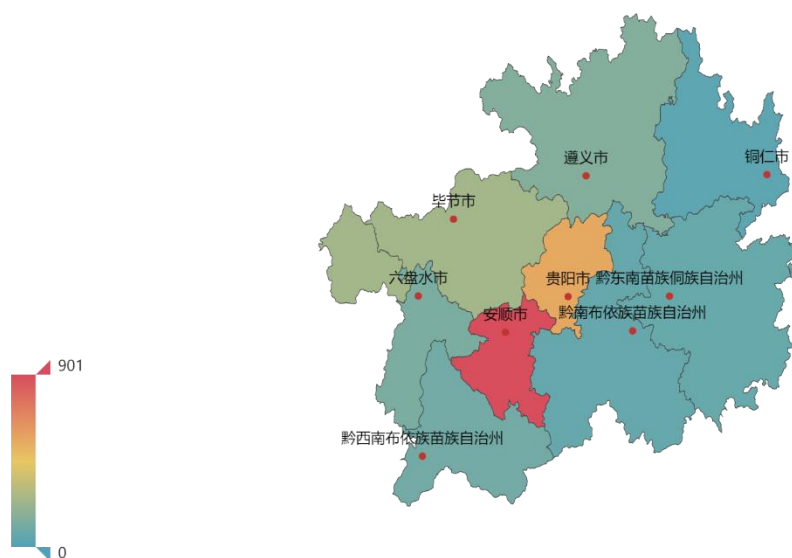 遵义市
铜仁市
毕节市
六盘水市
贵阳市
黔东南苗族侗族自治州
安顺市
黔南布依族苗族自治州
901
黔西南布依族苗族自治州
0